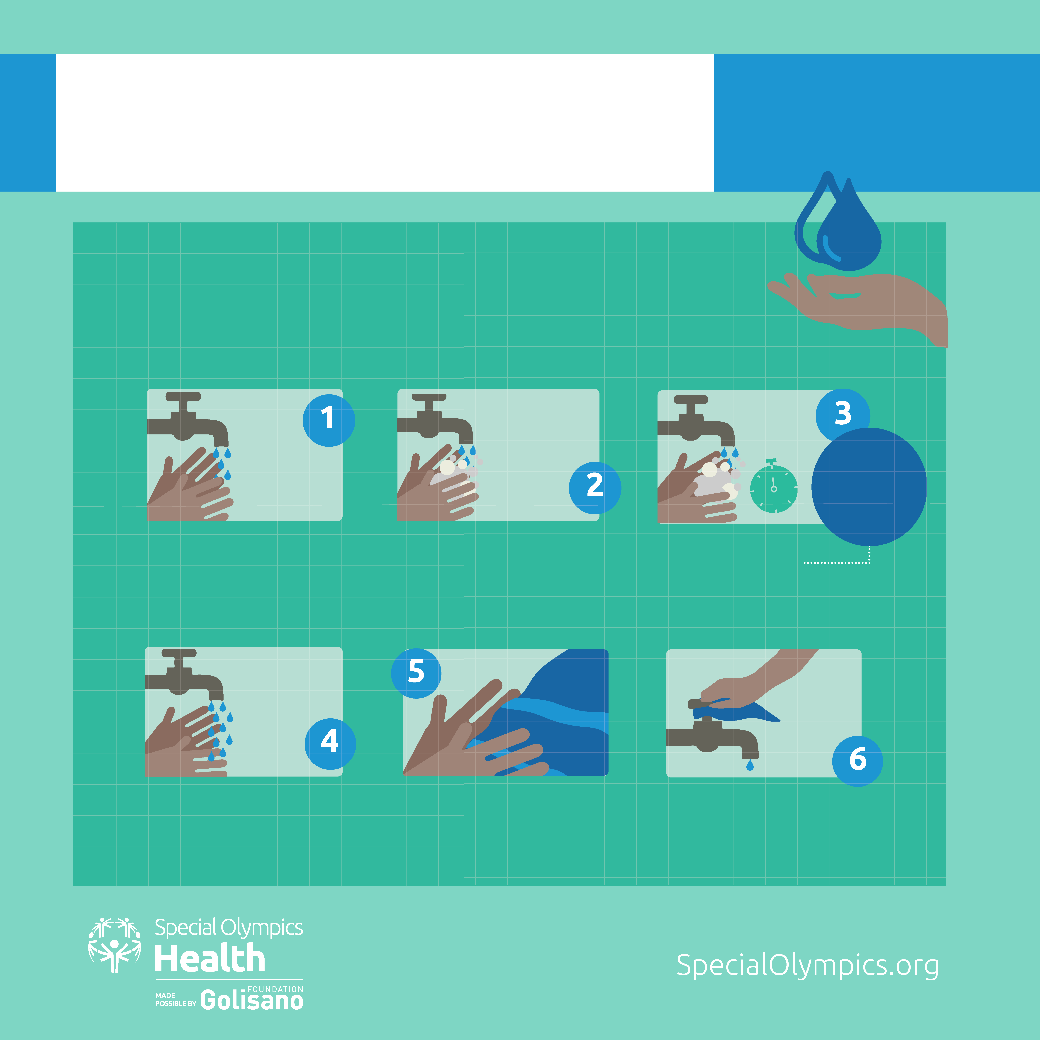 1
2
3
4
5
6
Special Olympics
Health
MADE
POSSIBLE BY
FOUNDATION
Golisano
SpecialOlympics.org